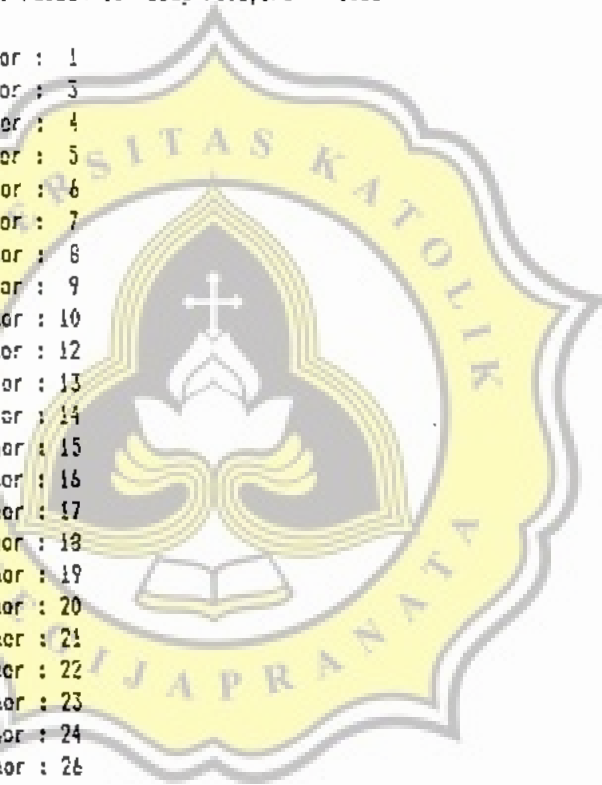 or : 1
or : 3
or : 4
or : 5
or : 6
or : 7
or : 8
or : 9
or : 10
or : 12
or : 13
or : 14
or : 15
or : 16
or : 17
or : 18
or : 19
or : 20
or : 21
or : 22
or : 23
or : 24
or : 26
ERSITAS KATOLIK
GIJAPRANATA